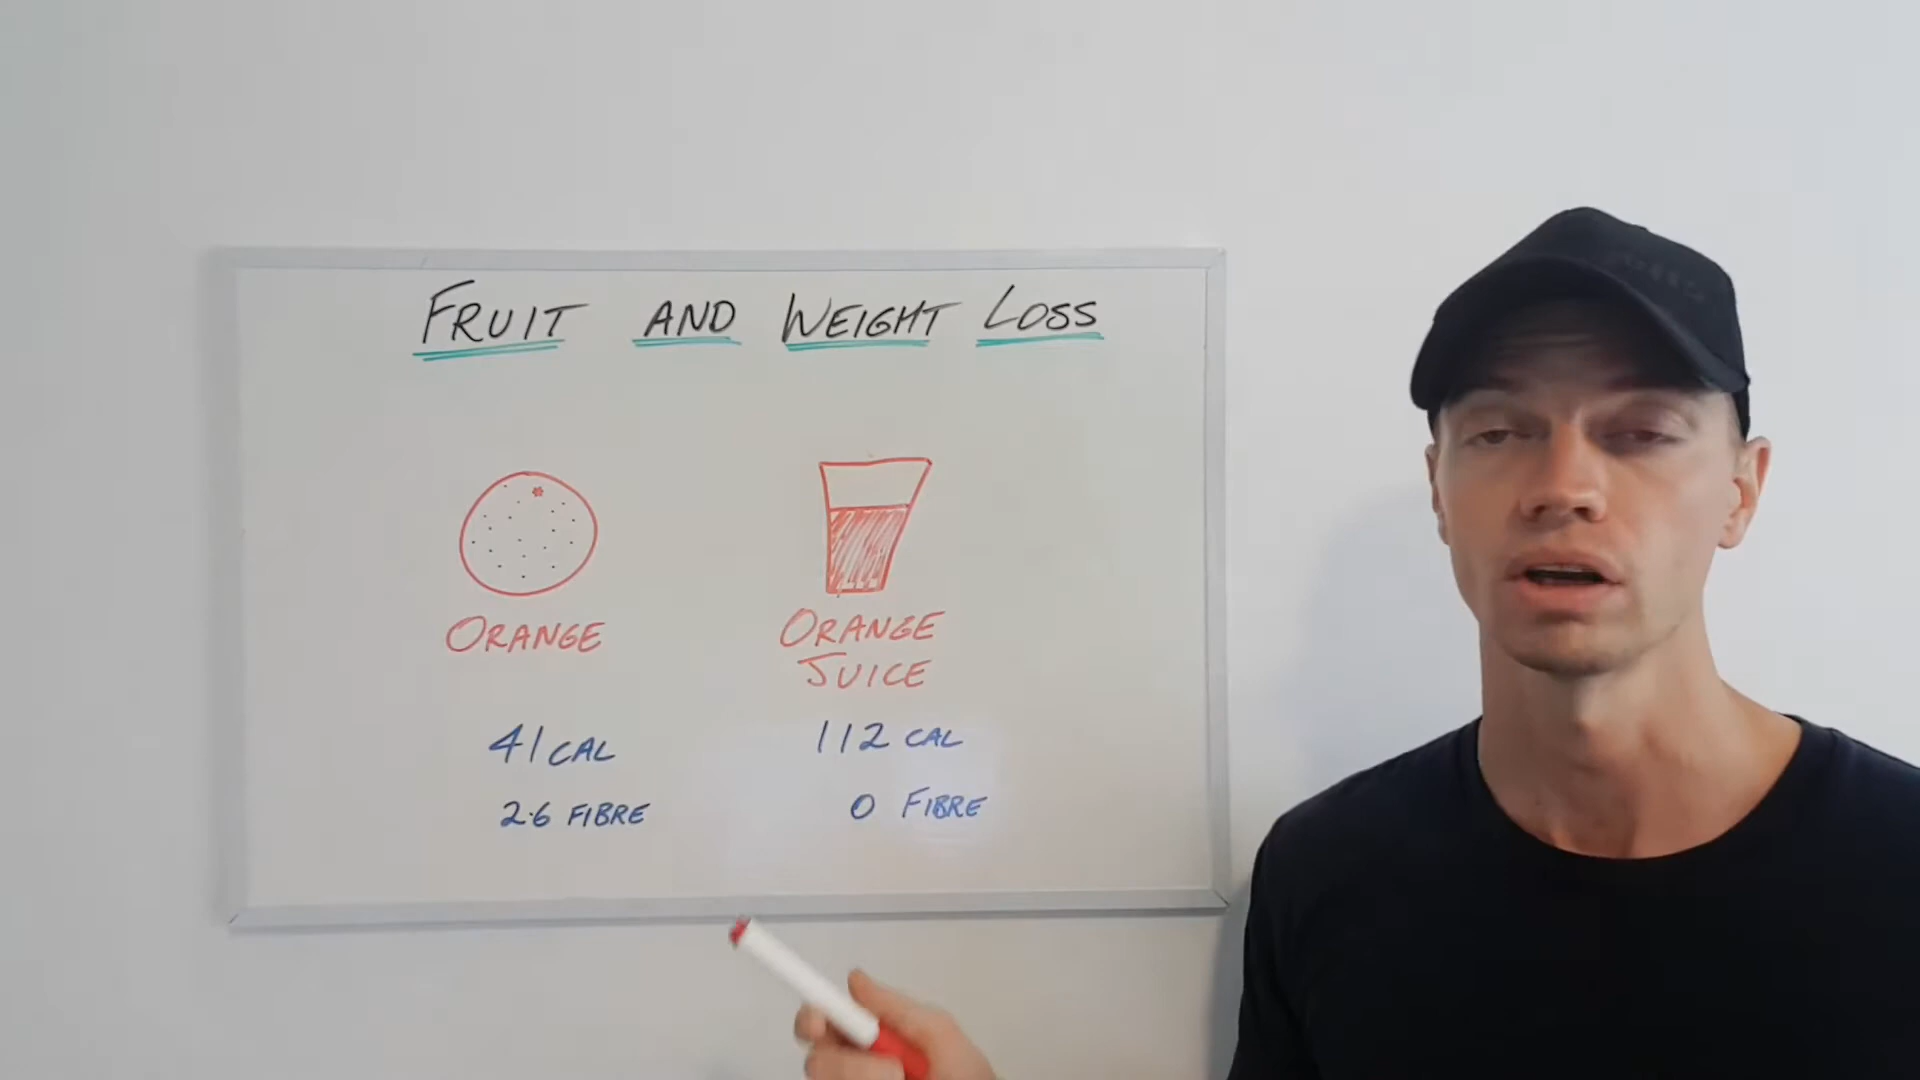 FRUIT AND WEIGHT LOSS
ORANGE
ORANGE
JUICE
41 CAL
112 CAL
2.6 FIBRE
0 FIBRE